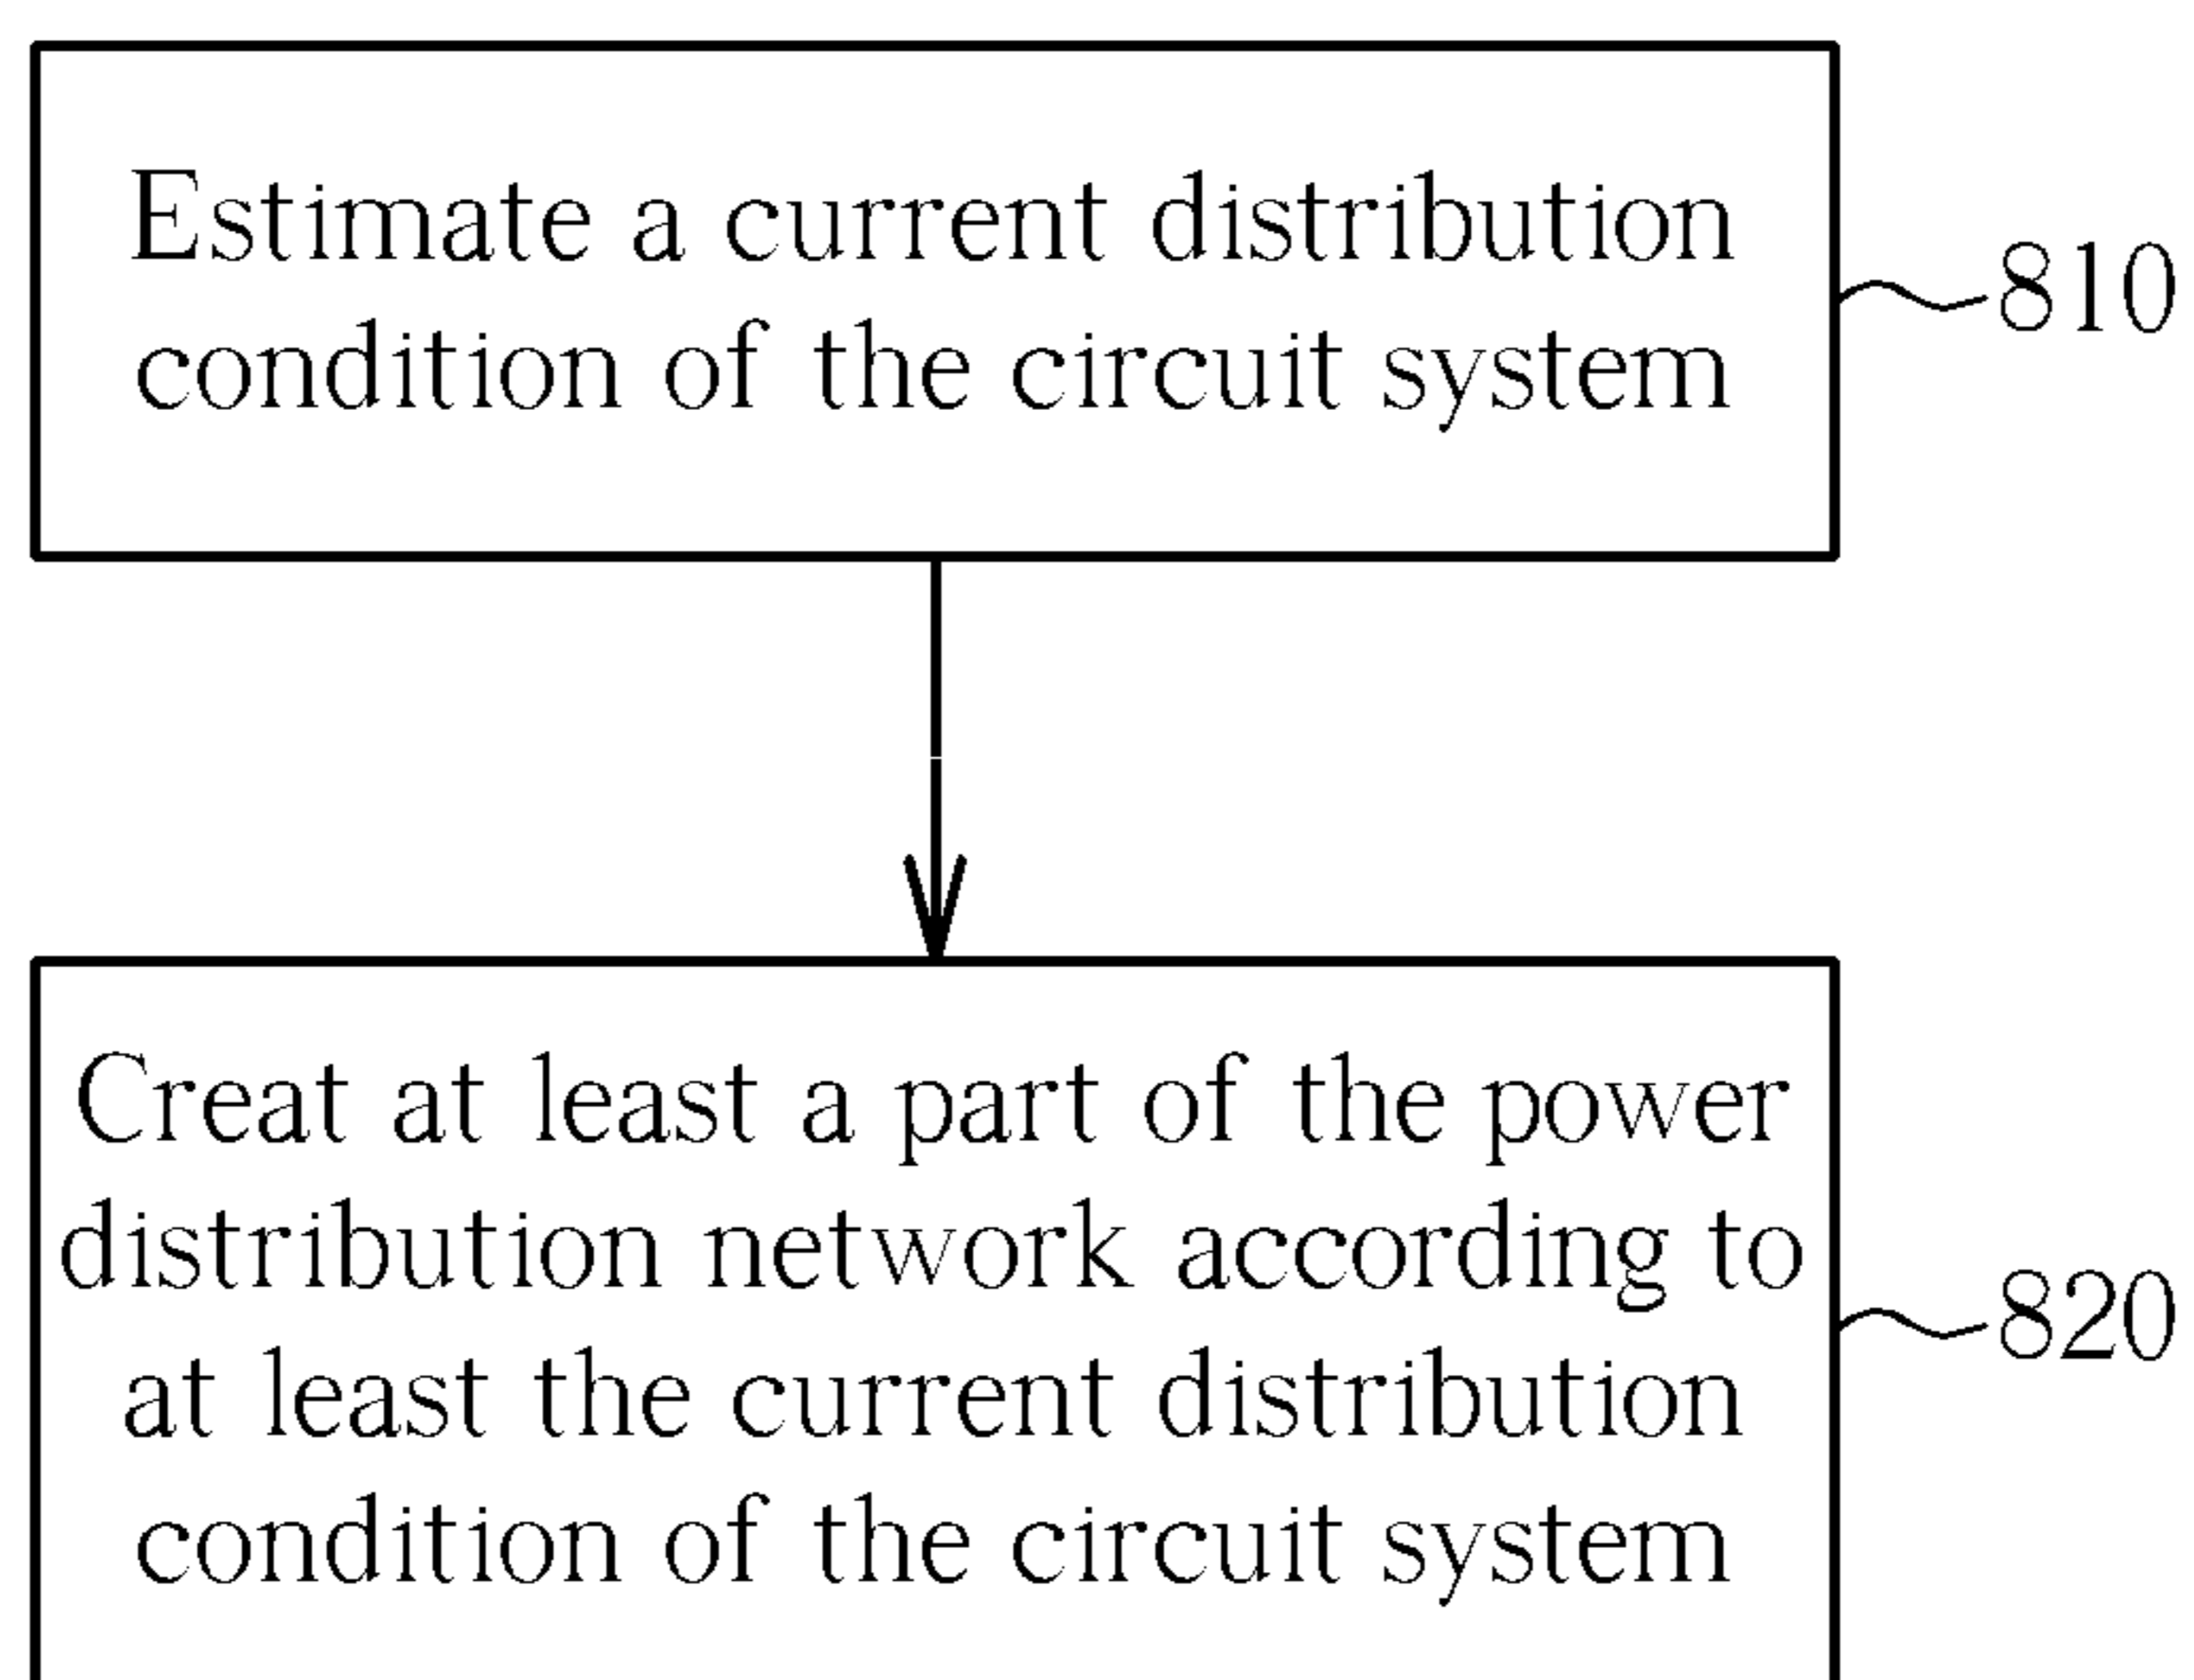 Estimate a current distribution
condition of the circuit system
810
Creat at least a part of the power
distribution network according to
at least the current distribution
condition of the circuit system
820